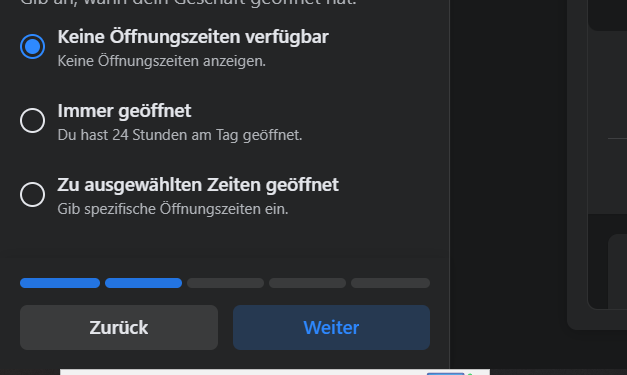 Gib an, wann dein Geschäft geöffnet hat.
Keine Öffnungszeiten verfügbar
Keine Öffnungszeiten anzeigen.
Immer geöffnet
Du hast 24 Stunden am Tag geöffnet.
Zu ausgewählten Zeiten geöffnet
Gib spezifische Öffnungszeiten ein.
Zurück
Weiter